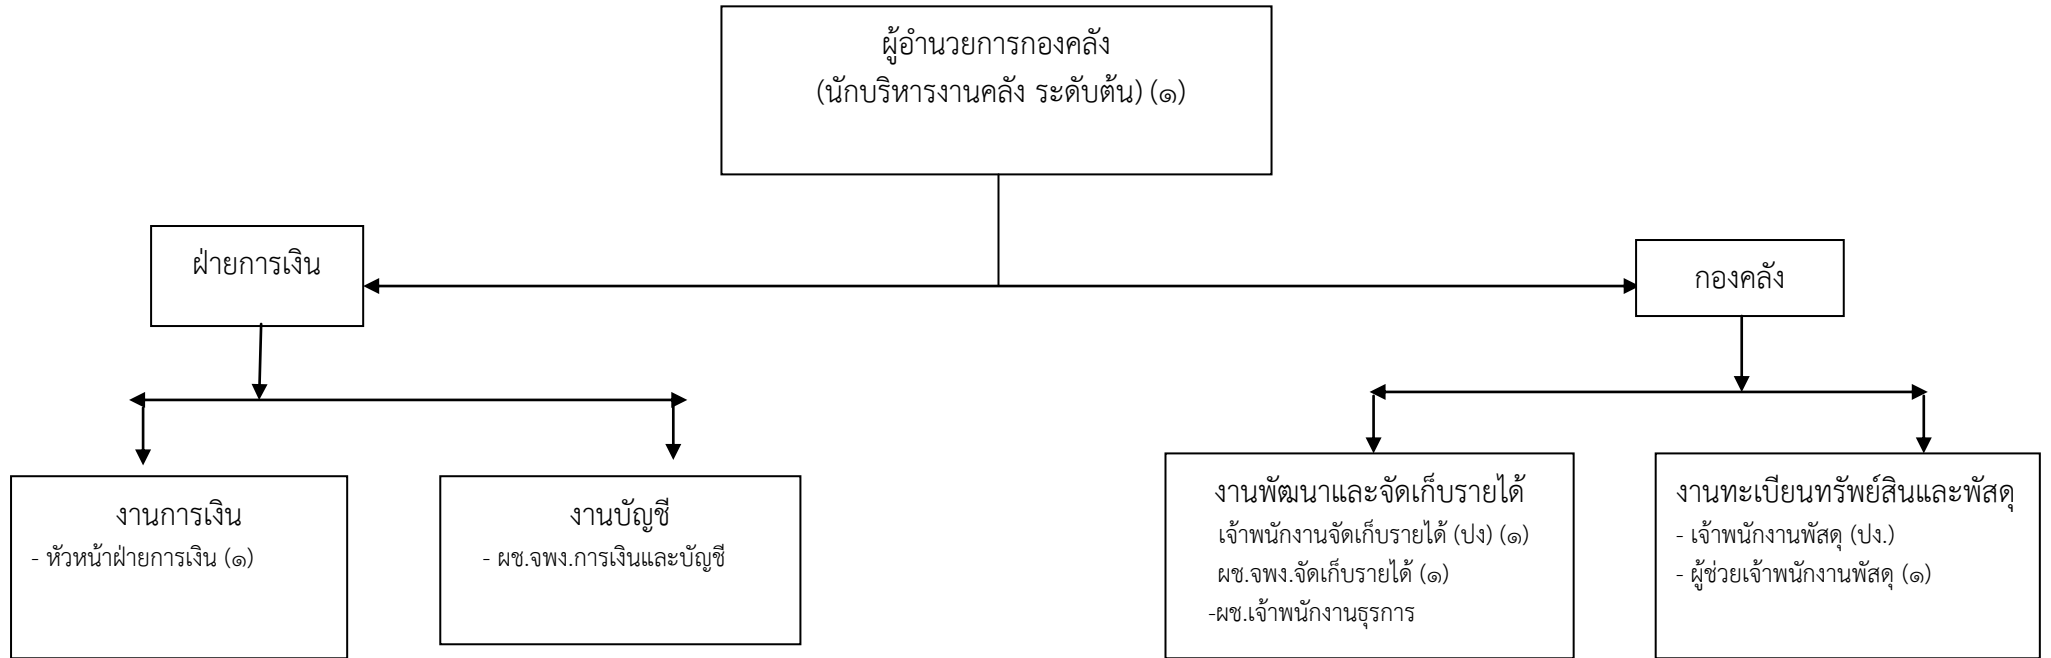 ผู้อำนวยการกองคลัง
(นักบริหารงานคลัง ระดับต้น) (๑)
ฝ่ายการเงิน
กองคลัง
งานการเงิน
- หัวหน้าฝ่ายการเงิน (๑)
งานบัญชี
- ผช.จพง.การเงินและบัญชี
งานพัฒนาและจัดเก็บรายได้
เจ้าพนักงานจัดเก็บรายได้ (ปง) (๑)
ผช.จพง.จัดเก็บรายได้ (๑)
-ผช.เจ้าพนักงานธุรการ
งานทะเบียนทรัพย์สินและพัสดุ
- เจ้าพนักงานพัสดุ (ปง.)
- ผู้ช่วยเจ้าพนักงานพัสดุ (๑)